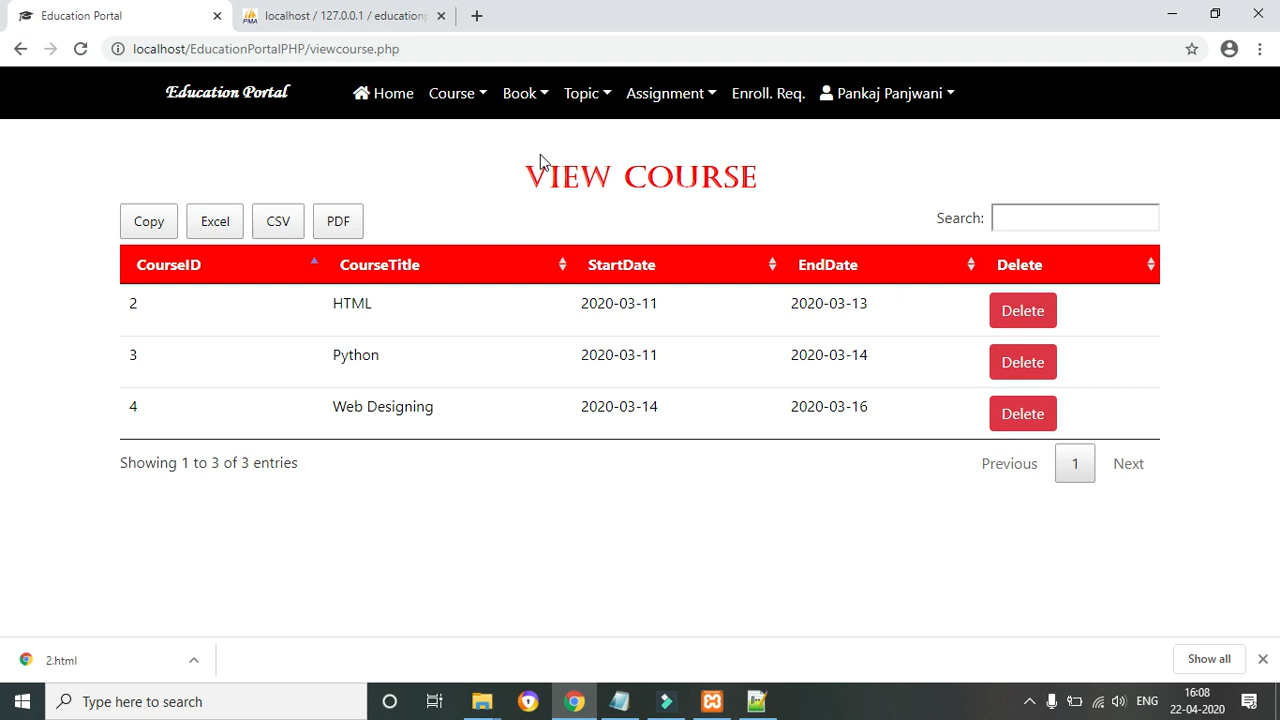 Education Portal
localhost / 127.0.0.1 / education
localhost/EducationPortalPHP/viewcourse.php
Education Portal Home Course Book Topic Assignment Enroll. Req. Pankaj Panjwani
VIEW COURSE
Copy Excel CSV PDF Search:
CourseID CourseTitle StartDate EndDate Delete
2 HTML 2020-03-11 2020-03-13 Delete
3 Python 2020-03-11 2020-03-14 Delete
4 Web Designing 2020-03-14 2020-03-16 Delete
Showing 1 to 3 of 3 entries Previous 1 Next
2.html Show all
Type here to search ENG 16:08
22-04-2020